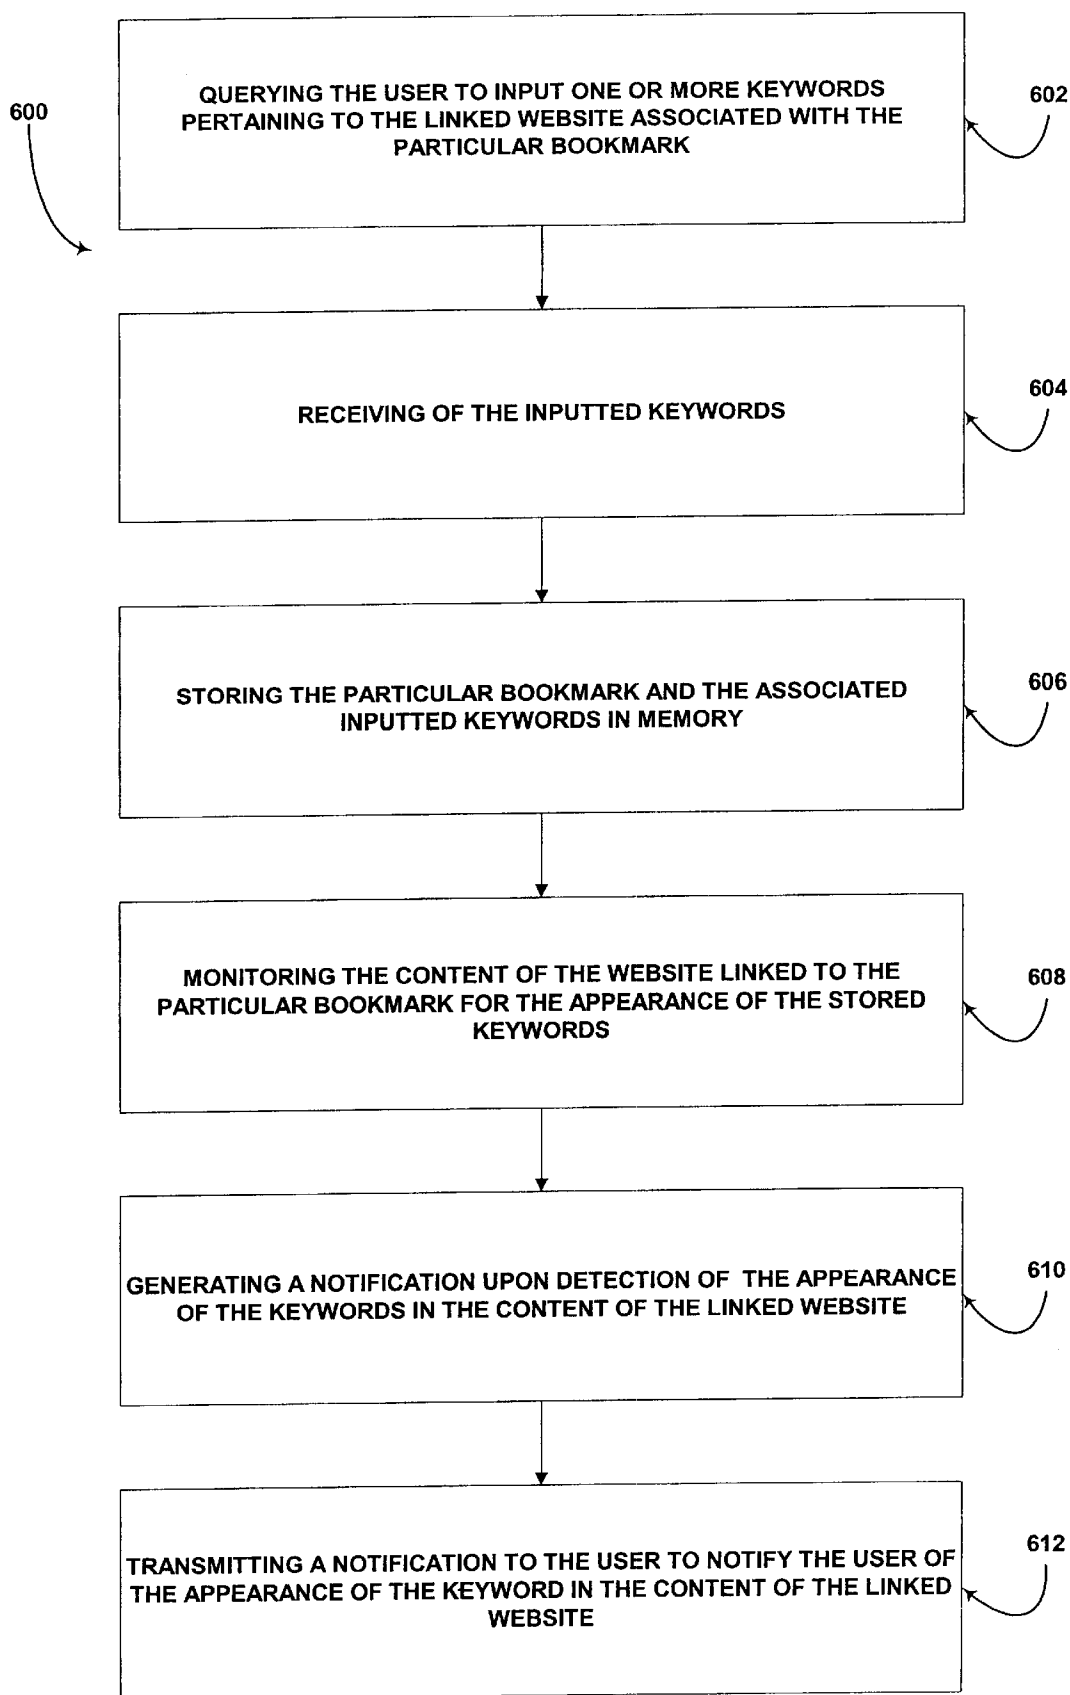 600
QUERYING THE USER TO INPUT ONE OR MORE KEYWORDS
PERTAINING TO THE LINKED WEBSITE ASSOCIATED WITH THE
PARTICULAR BOOKMARK
602
RECEIVING OF THE INPUTTED KEYWORDS
604
STORING THE PARTICULAR BOOKMARK AND THE ASSOCIATED
INPUTTED KEYWORDS IN MEMORY
606
MONITORING THE CONTENT OF THE WEBSITE LINKED TO THE
PARTICULAR BOOKMARK FOR THE APPEARANCE OF THE STORED
KEYWORDS
608
GENERATING A NOTIFICATION UPON DETECTION OF THE APPEARANCE
OF THE KEYWORDS IN THE CONTENT OF THE LINKED WEBSITE
610
TRANSMITTING A NOTIFICATION TO THE USER TO NOTIFY THE USER OF
THE APPEARANCE OF THE KEYWORD IN THE CONTENT OF THE LINKED
WEBSITE
612